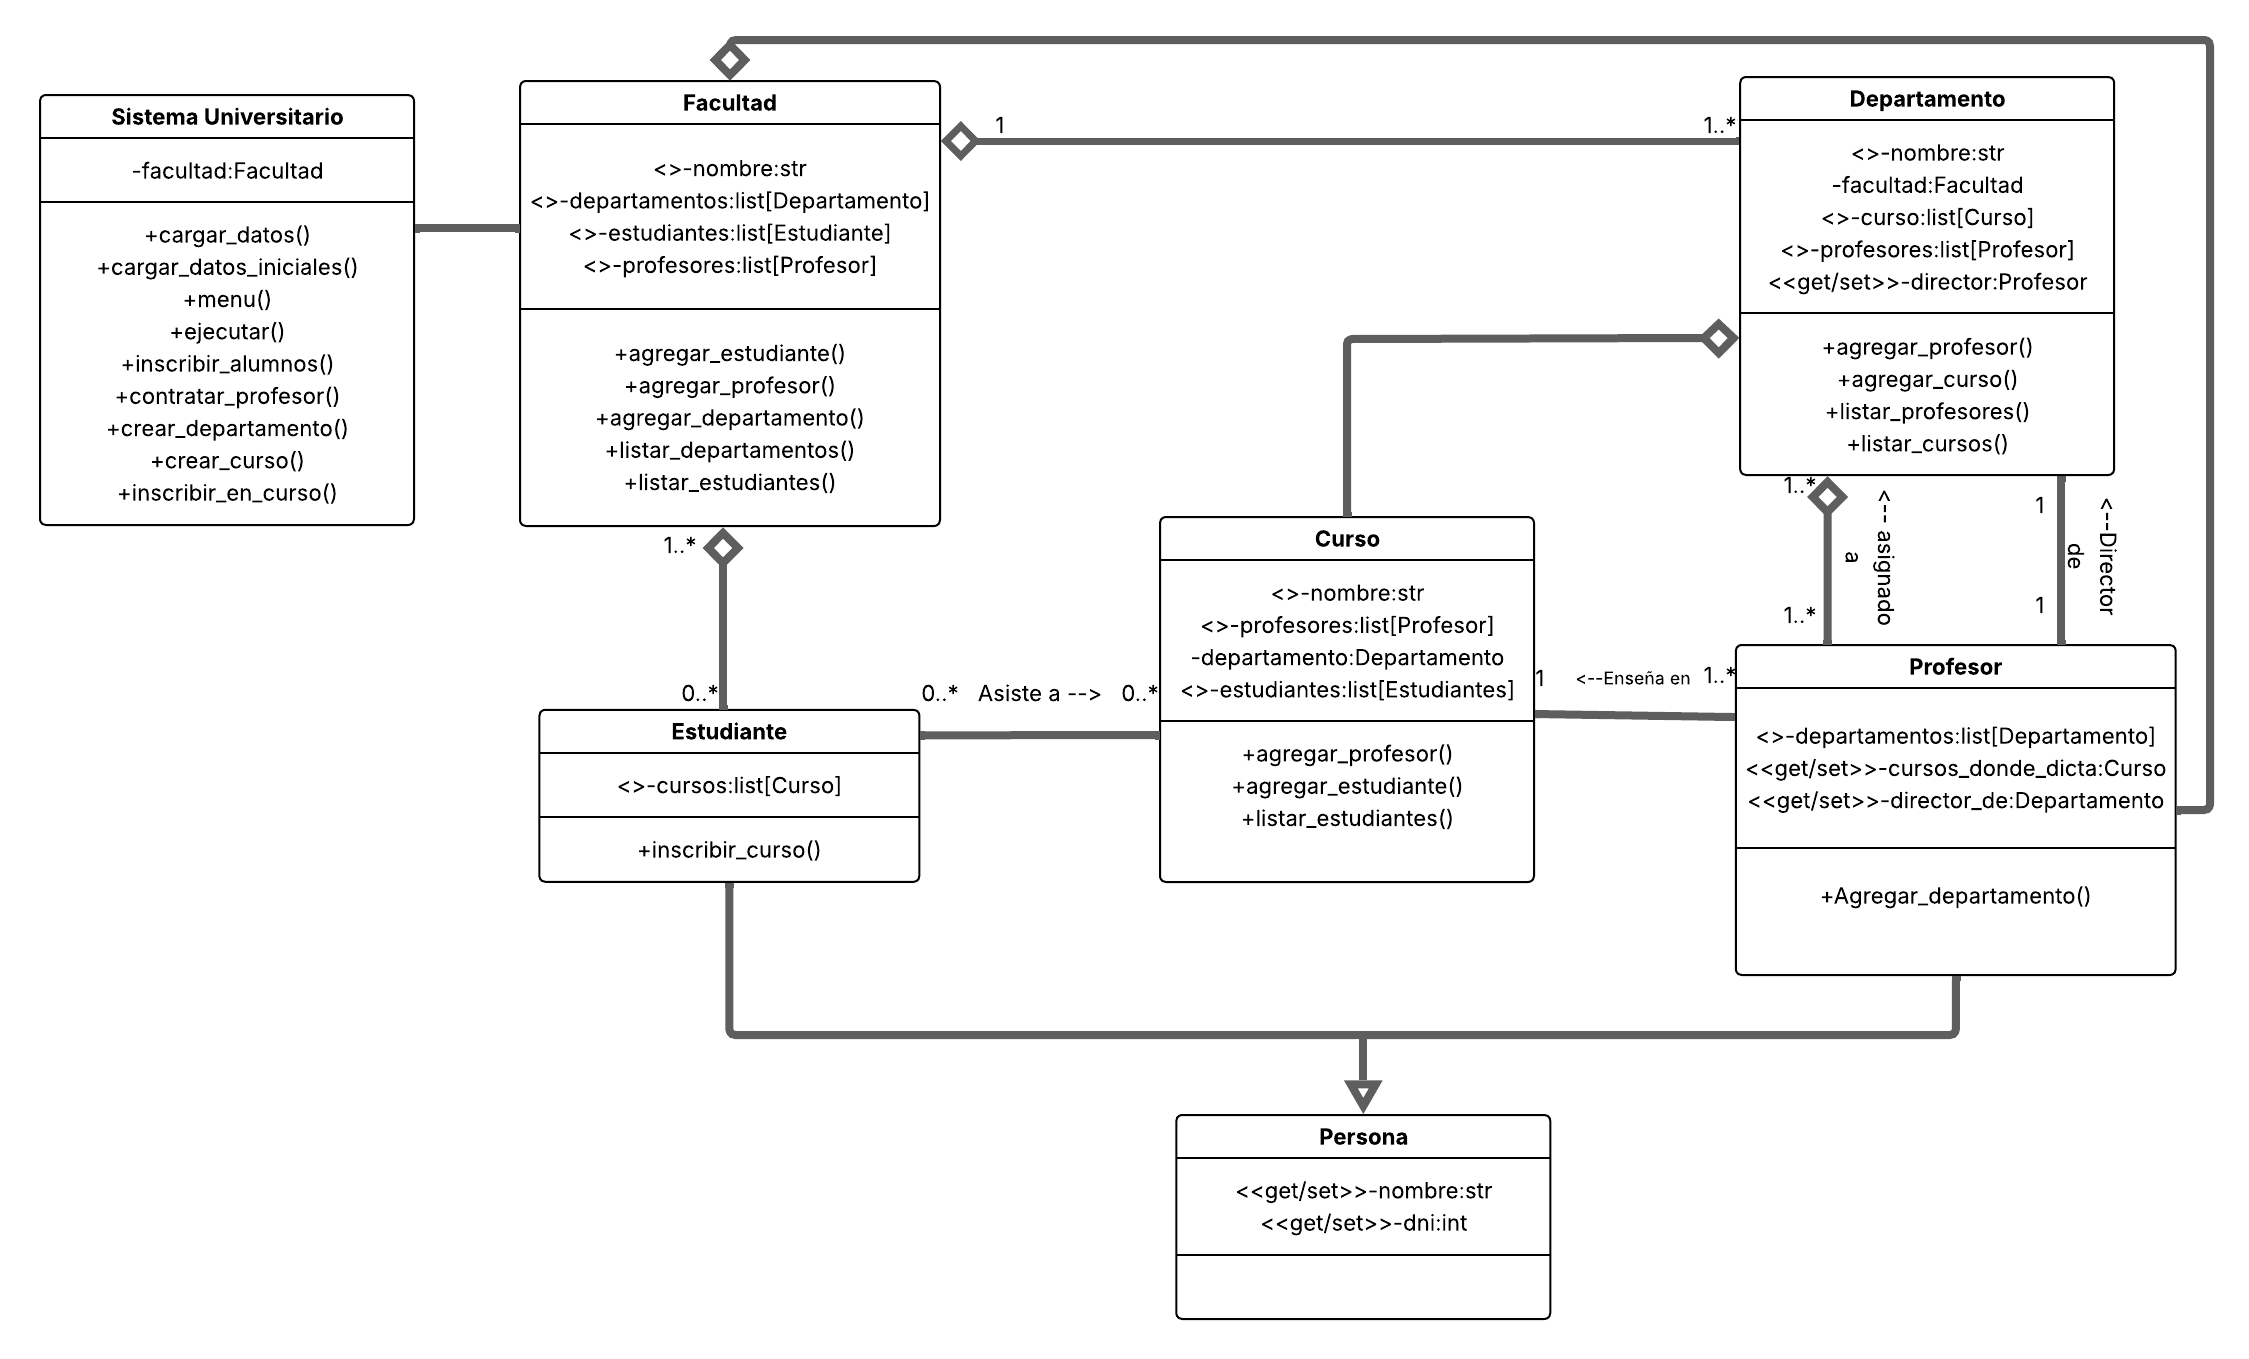 Sistema Universitario
-facultad:Facultad
+cargar_datos()
+cargar_datos_iniciales()
+menu()
+ejecutar()
+inscribir_alumnos()
+contratar_profesor()
+crear_departamento()
+crear_curso()
+inscribir_en_curso()
Facultad
<>-nombre:str
<>-departamentos:list[Departamento]
<>-estudiantes:list[Estudiante]
<>-profesores:list[Profesor]
+agregar_estudiante()
+agregar_profesor()
+agregar_departamento()
+listar_departamentos()
+listar_estudiantes()
1
1..*
Departamento
<>-nombre:str
-facultad:Facultad
<>-curso:list[Curso]
<>-profesores:list[Profesor]
<<get/set>>-director:Profesor
+agregar_profesor()
+agregar_curso()
+listar_profesores()
+listar_cursos()
1..*
<-- asignado
a
1..*
1
<--Director
de
1
1..*
0..*
Estudiante
<>-cursos:list[Curso]
+inscribir_curso()
0..*
Asiste a -->
0..*
Curso
<>-nombre:str
<>-profesores:list[Profesor]
-departamento:Departamento
<>-estudiantes:list[Estudiantes]
+agregar_profesor()
+agregar_estudiante()
+listar_estudiantes()
1
<--Enseña en
1..*
Profesor
<>-departamentos:list[Departamento]
<<get/set>>-cursos_donde_dicta:Curso
<<get/set>>-director_de:Departamento
+Agregar_departamento()
Persona
<<get/set>>-nombre:str
<<get/set>>-dni:int